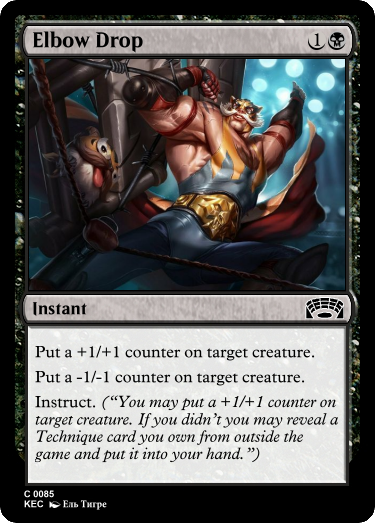 Elbow Drop 1
Instant
Put a +1/+1 counter on target creature.
Put a -1/-1 counter on target creature.
Instruct. (“You may put a +1/+1 counter on
target creature. If you didn’t you may reveal a
Technique card you own from outside the
game and put it into your hand.”)
C 0085
KEC Ель Тигре